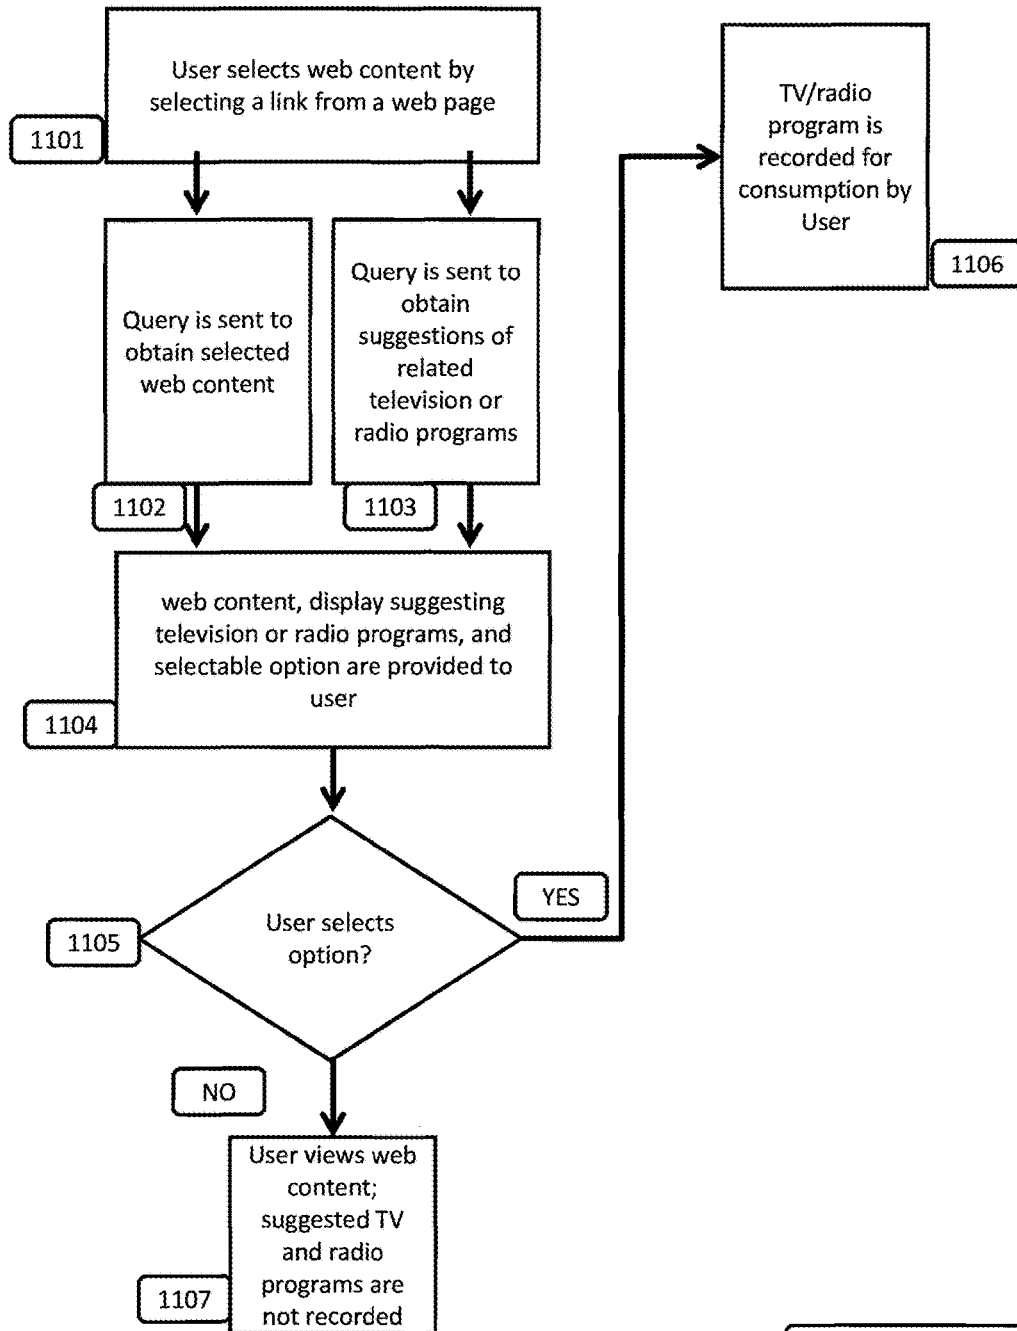 User selects web content by
selecting a link from a web page
1101
Query is sent to
obtain selected
web content
1102
Query is sent to
obtain
suggestions of
related
television or
radio programs
1103
web content, display suggesting
television or radio programs, and
selectable option are provided to
user
1104
User selects
option?
1105
YES
TV/radio
program is
recorded for
consumption by
User
1106
NO
User views web
content;
suggested TV
and radio
programs are
not recorded
1107